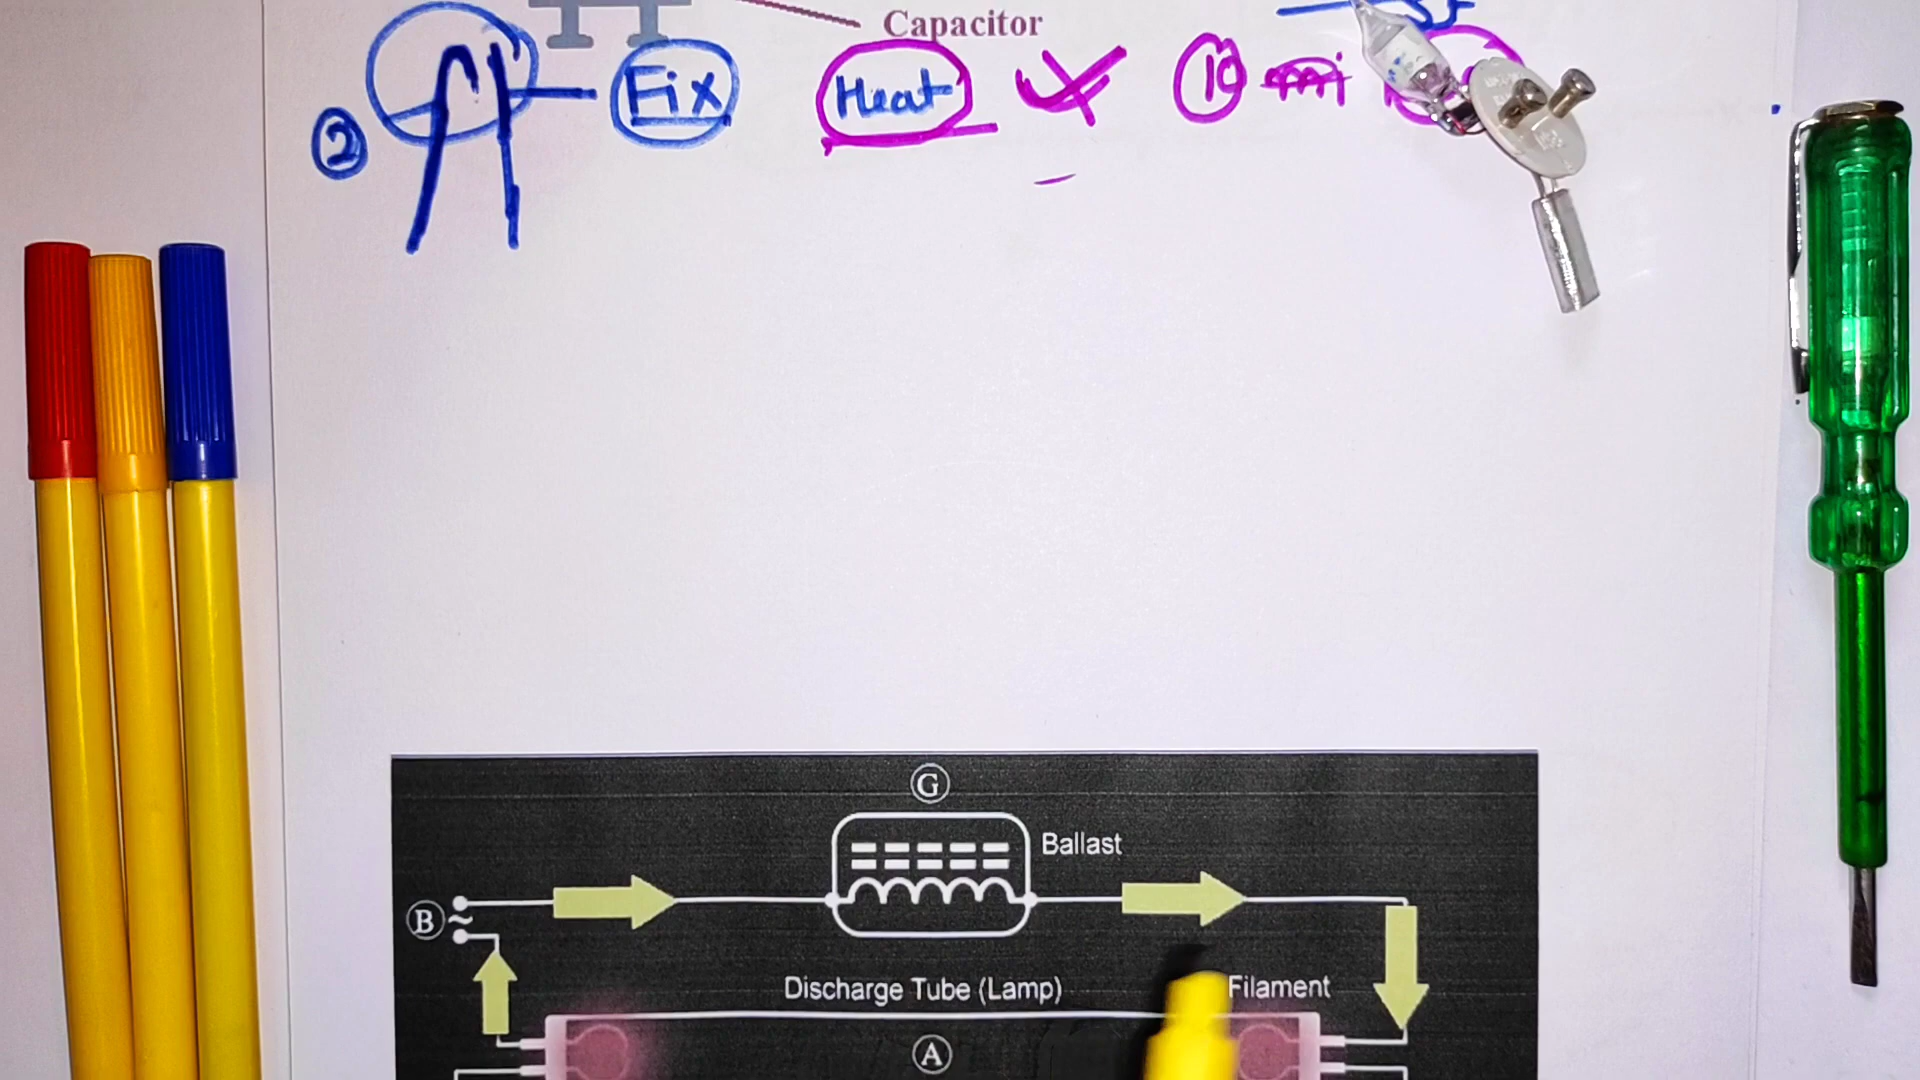 Capacitor
② Fix Heat 10
G
Ballast
B
Discharge Tube (Lamp) Filament
A